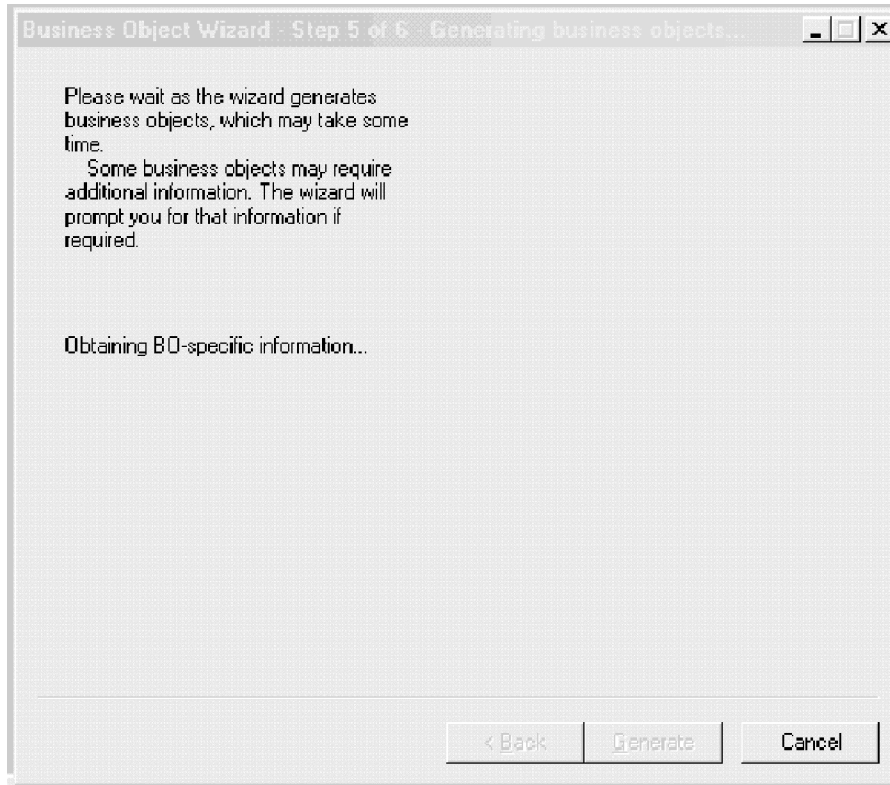 Business Object Wizard - Step 5 of 6 - Generating business objects...
Please wait as the wizard generates
business objects, which may take some
time.
Some business objects may require
additional information. The wizard will
prompt you for that information if
required.
Obtaining BO-specific information...
< Back Generate Cancel